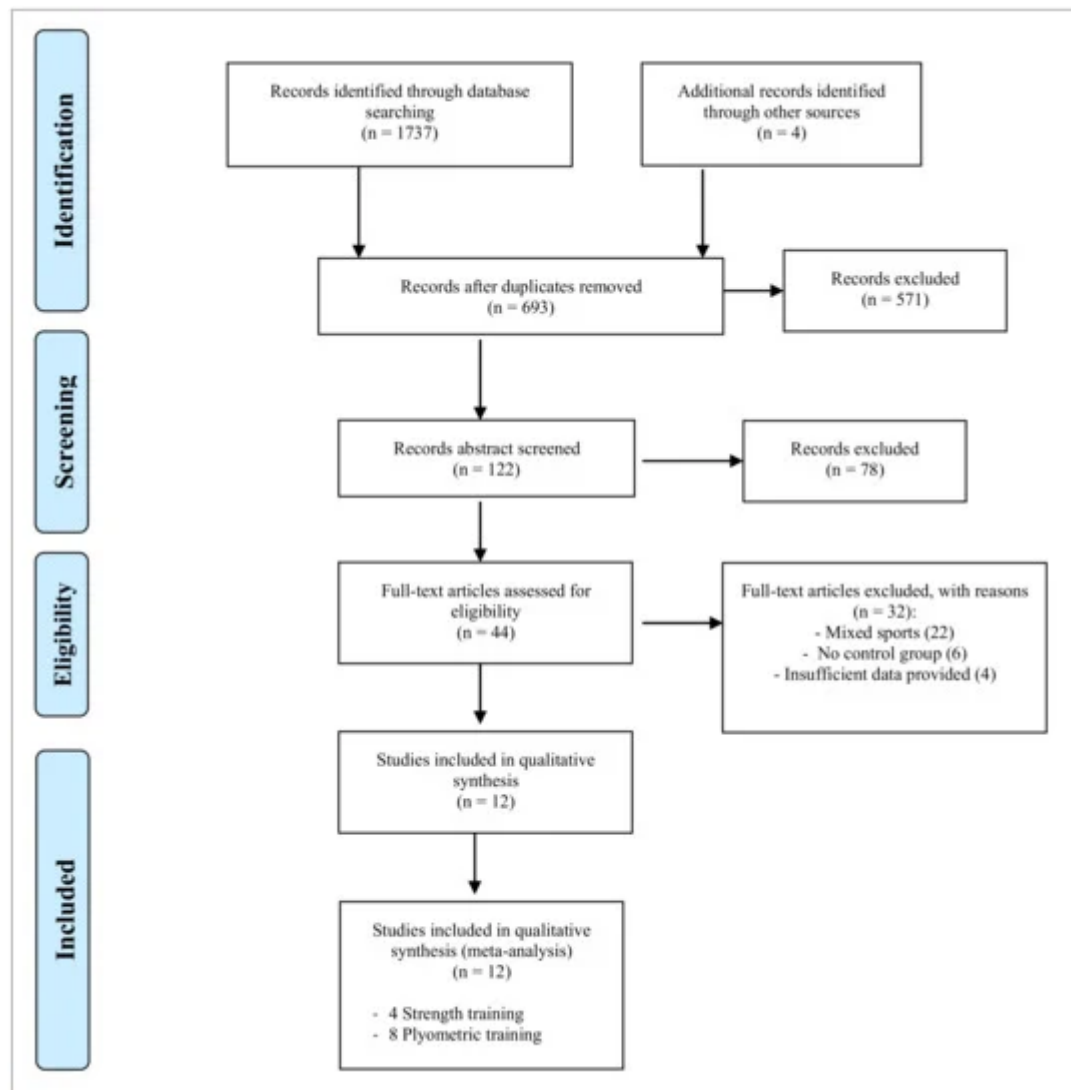 Identification
Records identified through database
searching
(n = 1737)
Additional records identified
through other sources
(n = 4)
Records after duplicates removed
(n = 693)
Records excluded
(n = 571)
Screening
Records abstract screened
(n = 122)
Records excluded
(n = 78)
Eligibility
Full-text articles assessed for
eligibility
(n = 44)
Full-text articles excluded, with reasons
(n = 32):
- Mixed sports (22)
- No control group (6)
- Insufficient data provided (4)
Included
Studies included in qualitative
synthesis
(n = 12)
Studies included in qualitative
synthesis (meta-analysis)
(n = 12)
- 4 Strength training
- 8 Plyometric training